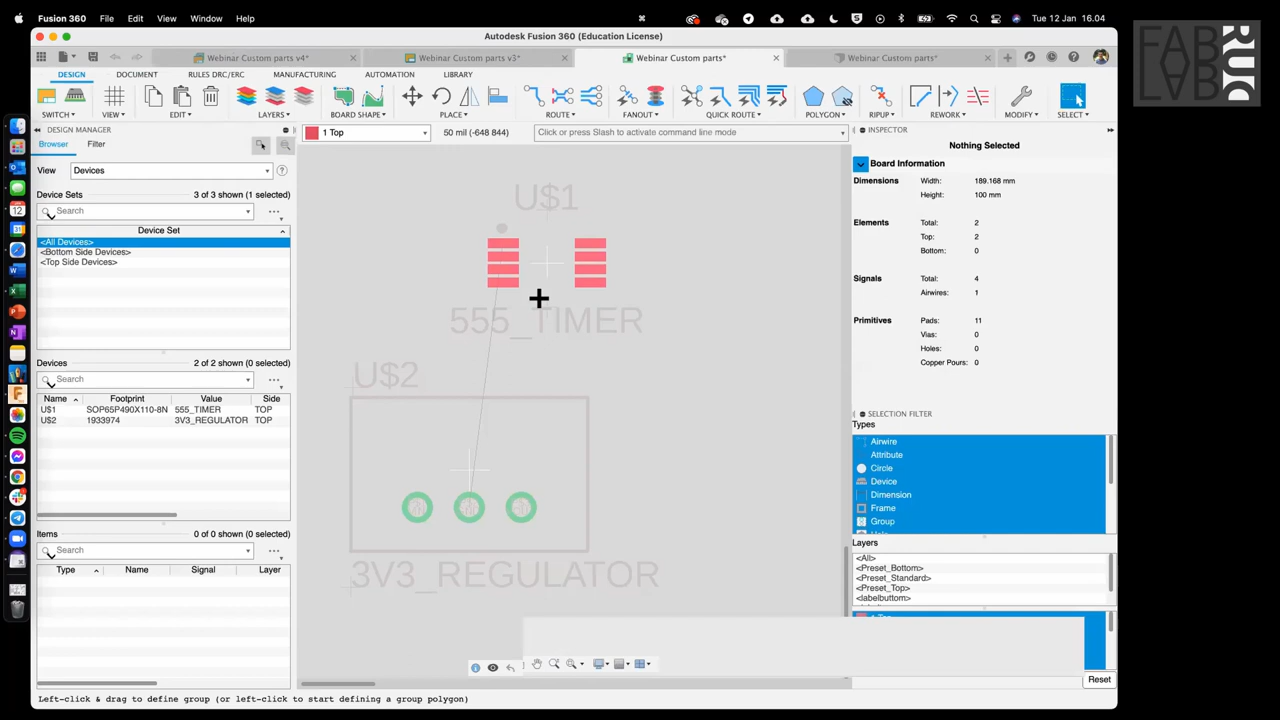 Fusion 360 File Edit View Window Help Tue 12 Jan 16.04
Autodesk Fusion 360 (Education License)
Webinar Custom parts v4* Webinar Custom parts v3* Webinar Custom parts* Webinar Custom parts*
DESIGN DOCUMENT RULES DRC/ERC MANUFACTURING AUTOMATION LIBRARY
SWITCH VIEW EDIT LAYERS BOARD SHAPE PLACE ROUTE FANOUT QUICK ROUTE POLYGON RIPUP REWORK MODIFY SELECT
DESIGN MANAGER
Browser Filter
View Devices
Device Sets 3 of 3 shown (1 selected)
Search
Device Set
<All Devices>
<Bottom Side Devices>
<Top Side Devices>
Devices 2 of 2 shown (0 selected)
Search
Name Footprint Value Side
U$1 SOP65P490X110-8N 555_TIMER TOP
U$2 1933974 3V3_REGULATOR TOP
Items 0 of 0 shown (0 selected)
Search
Type Name Signal Layer
1 Top 50 mil (-648 844) Click or press Slash to activate command line mode
U$1
555_TIMER
U$2
3V3_REGULATOR
INSPECTOR
Nothing Selected
Board Information
Dimensions Width: 189.168 mm
Height: 100 mm
Elements Total: 2
Top: 2
Bottom: 0
Signals Total: 4
Airwires: 1
Primitives Pads: 11
Vias: 0
Holes: 0
Copper Pours: 0
SELECTION FILTER
Types
Airwire
Attribute
Circle
Device
Dimension
Frame
Group
Layers
<All>
<Preset_Bottom>
<Preset_Standard>
<Preset_Top>
<labelbuttom>
Reset
Left-click & drag to define group (or left-click to start defining a group polygon)
FAB
LAB
RUC